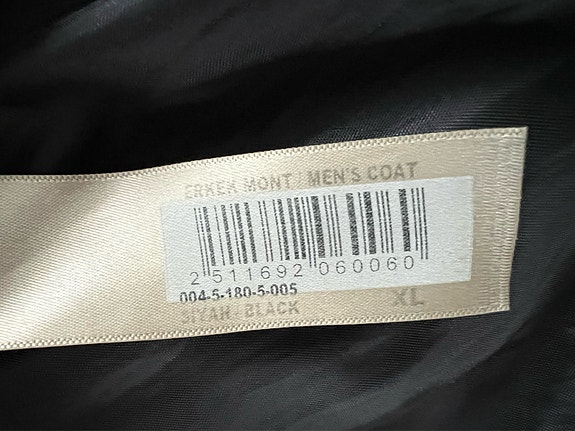 ERKEK MONT / MEN'S COAT
2 511692 060060
004-5-180-5-005
SİYAH / BLACK XL